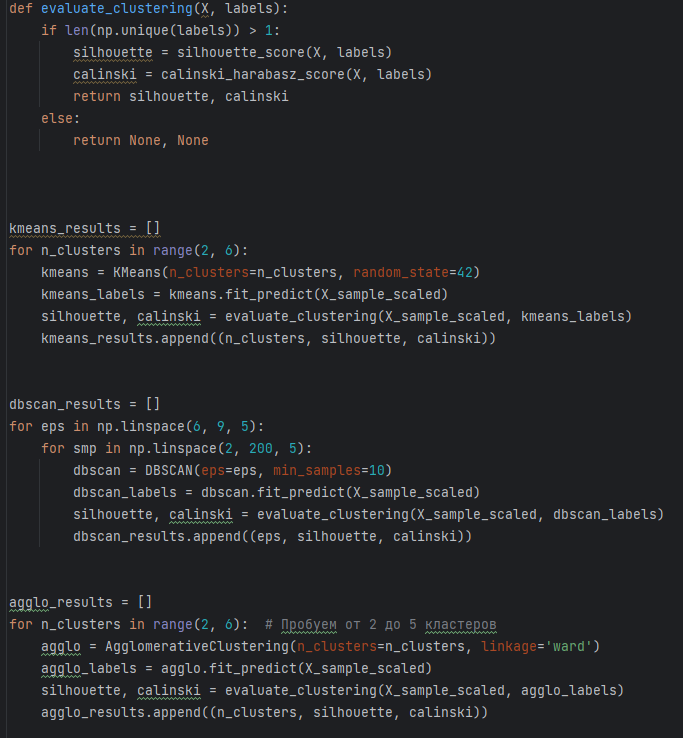 def evaluate_clustering(X, labels):
    if len(np.unique(labels)) > 1:
        silhouette = silhouette_score(X, labels)
        calinski = calinski_harabasz_score(X, labels)
        return silhouette, calinski
    else:
        return None, None
kmeans_results = []
for n_clusters in range(2, 6):
    kmeans = KMeans(n_clusters=n_clusters, random_state=42)
    kmeans_labels = kmeans.fit_predict(X_sample_scaled)
    silhouette, calinski = evaluate_clustering(X_sample_scaled, kmeans_labels)
    kmeans_results.append((n_clusters, silhouette, calinski))
dbscan_results = []
for eps in np.linspace(6, 9, 5):
    for smp in np.linspace(2, 200, 5):
        dbscan = DBSCAN(eps=eps, min_samples=10)
        dbscan_labels = dbscan.fit_predict(X_sample_scaled)
        silhouette, calinski = evaluate_clustering(X_sample_scaled, dbscan_labels)
        dbscan_results.append((eps, silhouette, calinski))
agglo_results = []
for n_clusters in range(2, 6):  # Пробуем от 2 до 5 кластеров
    agglo = AgglomerativeClustering(n_clusters=n_clusters, linkage='ward')
    agglo_labels = agglo.fit_predict(X_sample_scaled)
    silhouette, calinski = evaluate_clustering(X_sample_scaled, agglo_labels)
    agglo_results.append((n_clusters, silhouette, calinski))